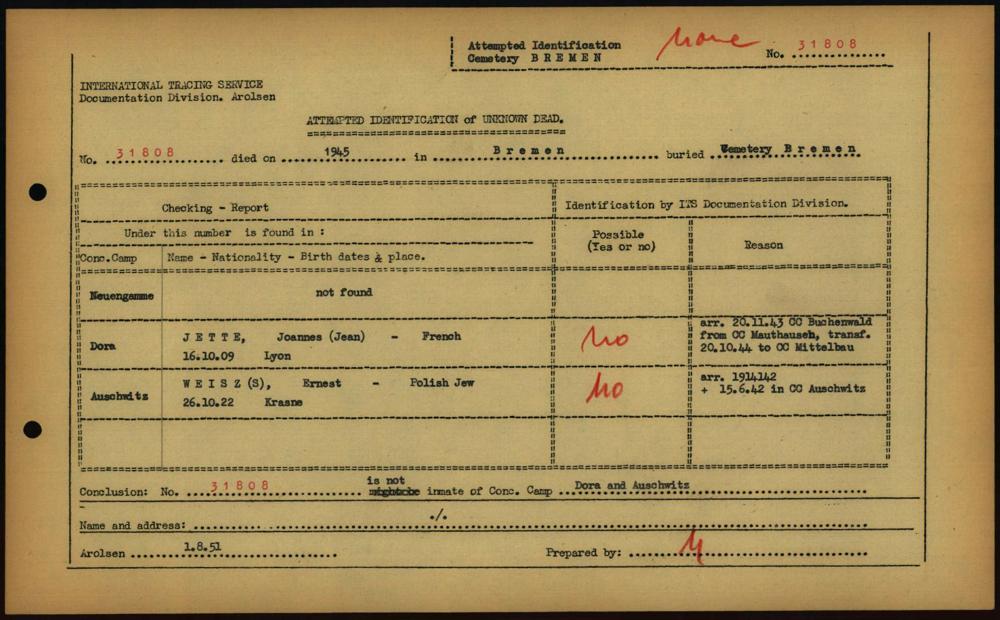 Attempted Identification
Cemetery B R E M E N
None
No. 31808
INTERNATIONAL TRACING SERVICE
Documentation Division. Arolsen
ATTEMPTED IDENTIFICATION of UNKNOWN DEAD.
No. 31808 died on 1945 in B r e m e n buried Cemetery B r e m e n
Checking - Report
Identification by ITS Documentation Division.
Under this number is found in :
Possible
(Yes or no)
Reason
Conc.Camp
Name - Nationality - Birth dates & place.
Neuengamme
not found
Dora
J E T T E, Joannes (Jean) - French
16.10.09 Lyon
no
arr. 20.11.43 CC Buchenwald
from CC Mauthausen, transf.
20.10.44 to CC Mittelbau
Auschwitz
W E I S Z (S), Ernest - Polish Jew
26.10.22 Krasne
no
arr. 1914142
+ 15.6.42 in CC Auschwitz
is not
Conclusion: No. 31808 inmate of Conc. Camp Dora and Auschwitz
Name and address: ./.
Arolsen 1.8.51
Prepared by: